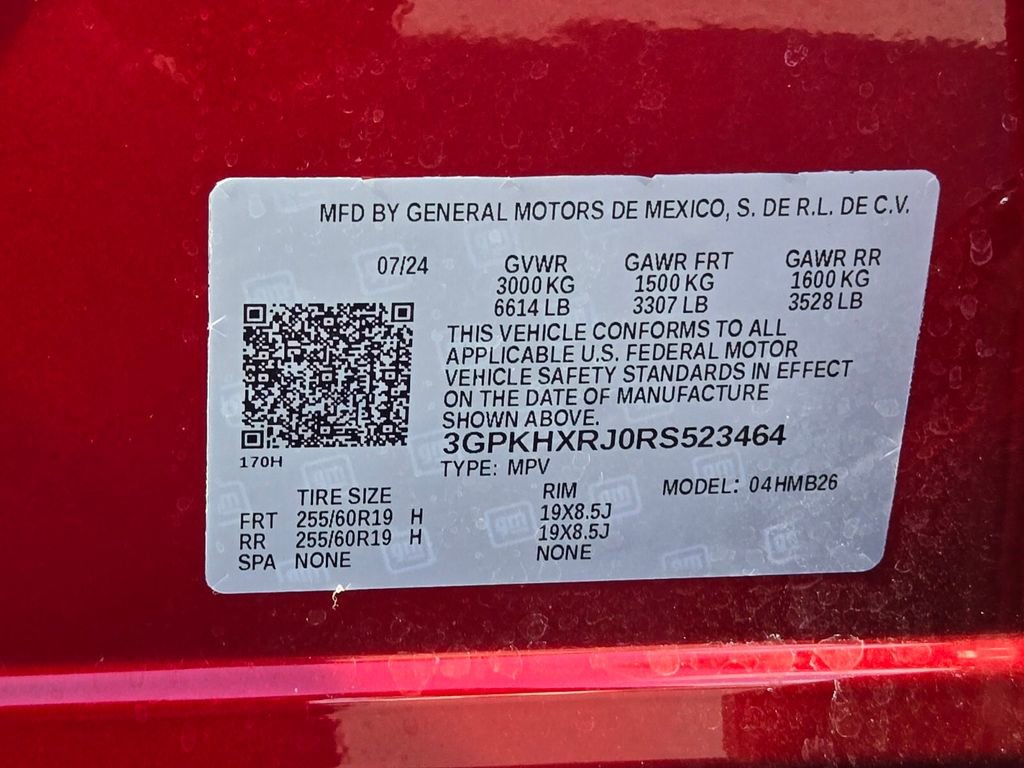 MFD BY GENERAL MOTORS DE MEXICO, S. DE R.L. DE C.V.
07/24 GVWR GAWR FRT GAWR RR
3000 KG 1500 KG 1600 KG
6614 LB 3307 LB 3528 LB
THIS VEHICLE CONFORMS TO ALL
APPLICABLE U.S. FEDERAL MOTOR
VEHICLE SAFETY STANDARDS IN EFFECT
ON THE DATE OF MANUFACTURE
SHOWN ABOVE.
3GPKHXRJ0RS523464
170H TYPE: MPV
TIRE SIZE RIM MODEL: 04HMB26
FRT 255/60R19 H 19X8.5J
RR 255/60R19 H 19X8.5J
SPA NONE NONE